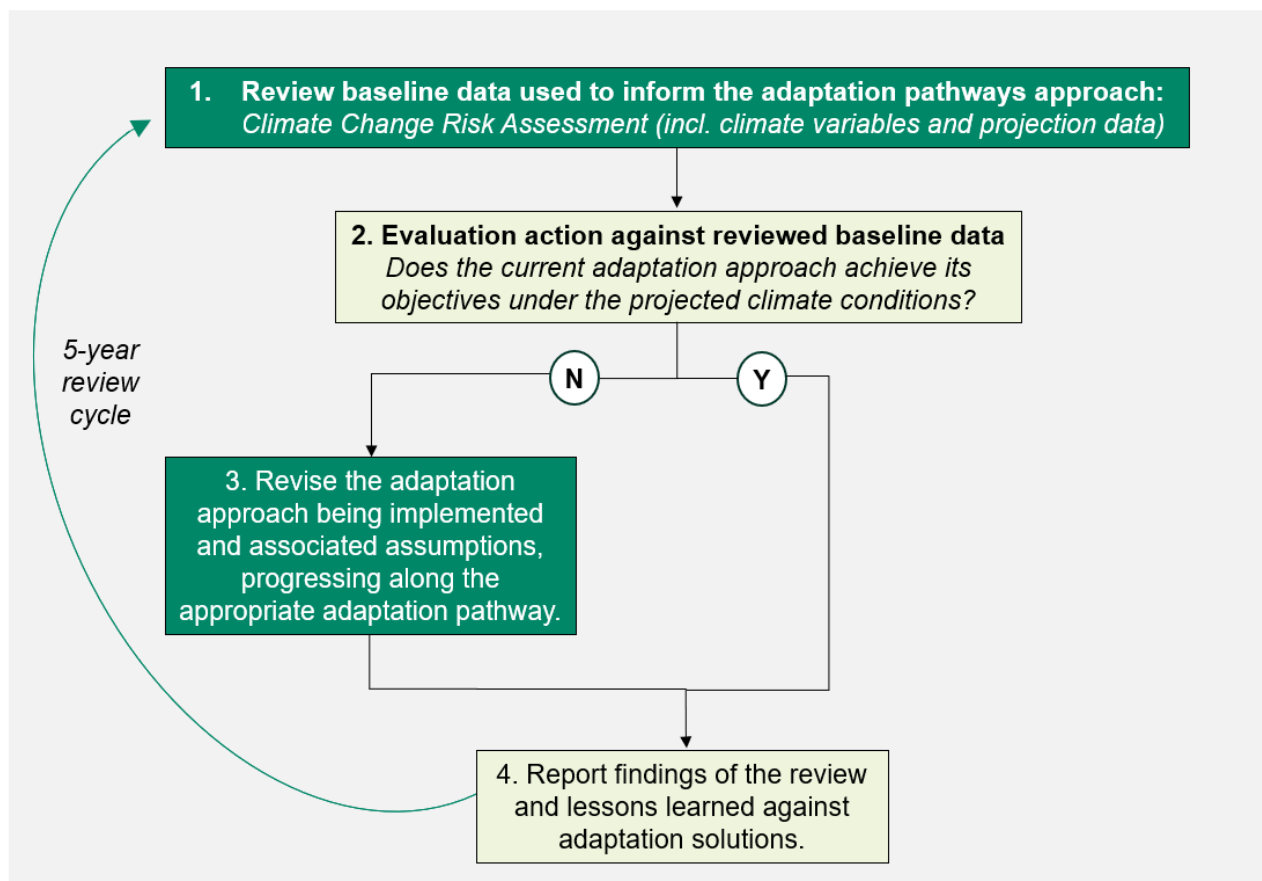 1. Review baseline data used to inform the adaptation pathways approach:
Climate Change Risk Assessment (incl. climate variables and projection data)
2. Evaluation action against reviewed baseline data
Does the current adaptation approach achieve its
objectives under the projected climate conditions?
5-year
review
cycle
N
Y
3. Revise the adaptation
approach being implemented
and associated assumptions,
progressing along the
appropriate adaptation pathway.
4. Report findings of the review
and lessons learned against
adaptation solutions.